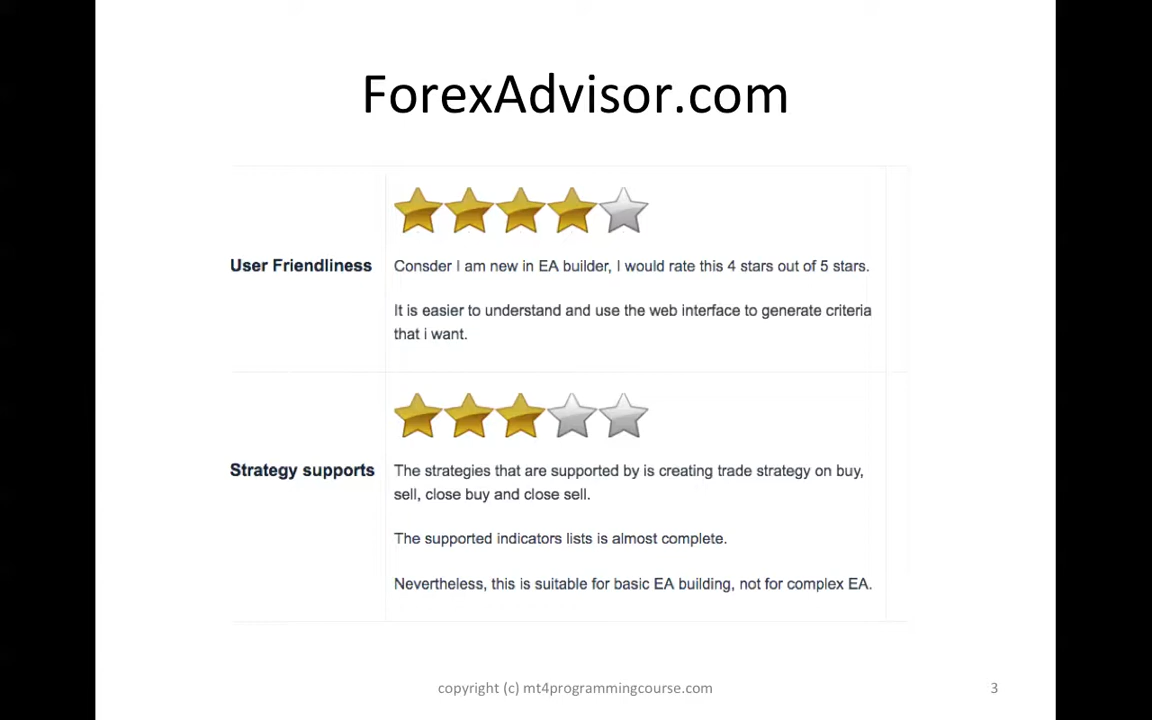 ForexAdvisor.com
User Friendliness
Consder I am new in EA builder, I would rate this 4 stars out of 5 stars.
It is easier to understand and use the web interface to generate criteria
that i want.
Strategy supports
The strategies that are supported by is creating trade strategy on buy,
sell, close buy and close sell.
The supported indicators lists is almost complete.
Nevertheless, this is suitable for basic EA building, not for complex EA.
copyright (c) mt4programmingcourse.com
3